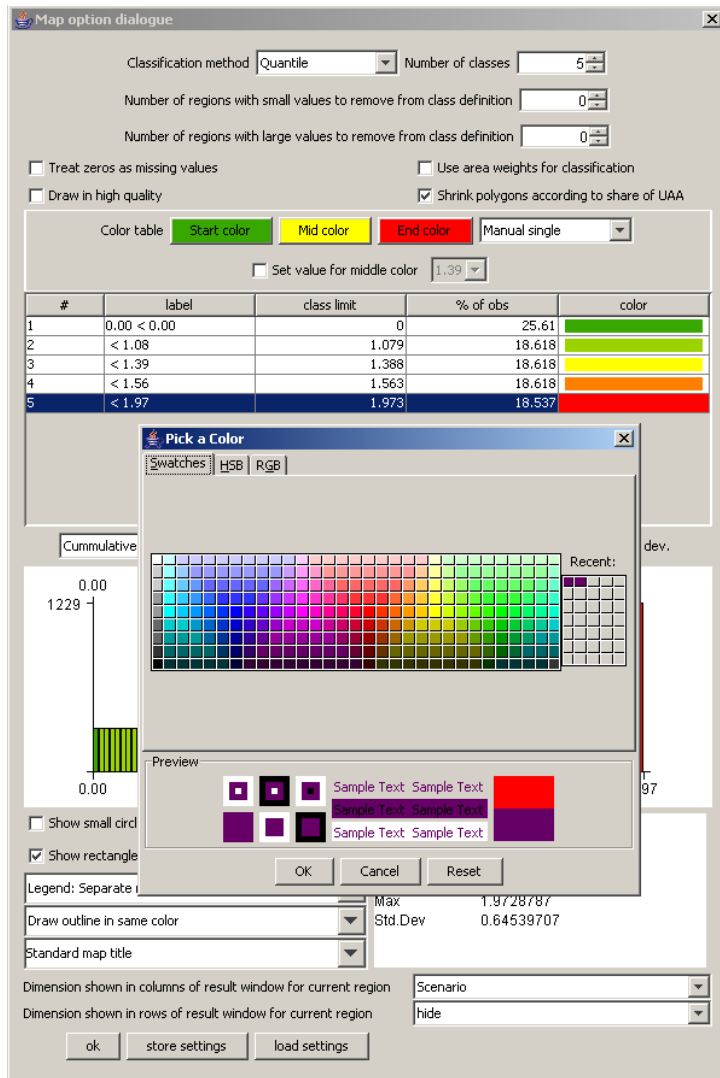 Map option dialogue
Classification method Quantile Number of classes 5
Number of regions with small values to remove from class definition 0
Number of regions with large values to remove from class definition 0
Treat zeros as missing values Use area weights for classification
Draw in high quality Shrink polygons according to share of UAA
Color table Start color Mid color End color Manual single
Set value for middle color 1.39
# label class limit % of obs color
1 0.00 < 0.00 0 25.61
2 < 1.08 1.079 18.618
3 < 1.39 1.388 18.618
4 < 1.56 1.563 18.618
5 < 1.97 1.973 18.537
Pick a Color
Swatches HSB RGB
Cummulative dev.
Recent:
0.00
1229
0.00 97
Preview
Sample Text Sample Text
Sample Text Sample Text
Sample Text Sample Text
Show small circl
Show rectangle
OK Cancel Reset
Legend: Separate
Max 1.9728787
Draw outline in same color Std.Dev 0.64539707
Standard map title
Dimension shown in columns of result window for current region Scenario
Dimension shown in rows of result window for current region hide
ok store settings load settings